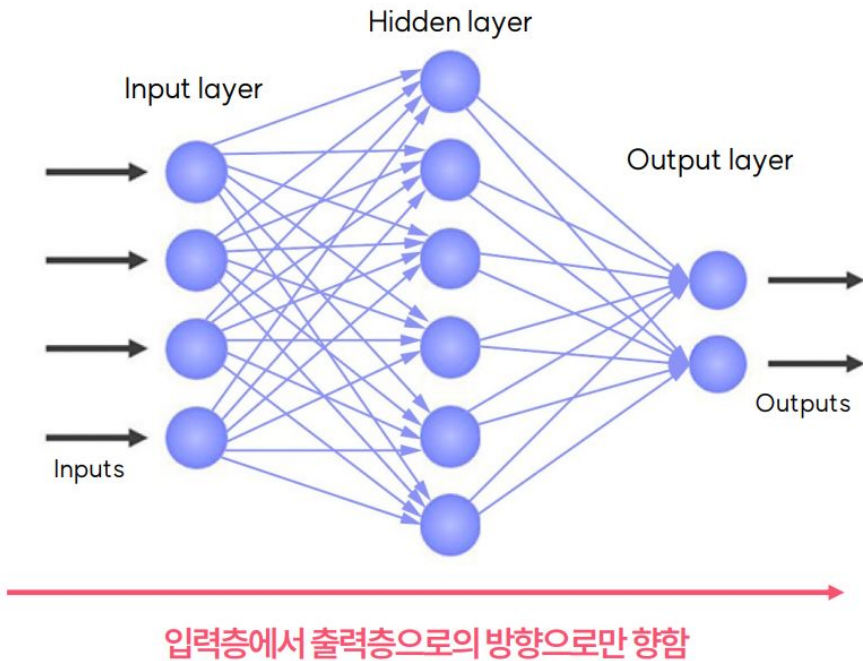 Hidden layer
Input layer
Output layer
Inputs
Outputs
입력층에서 출력층으로의 방향으로만 향함